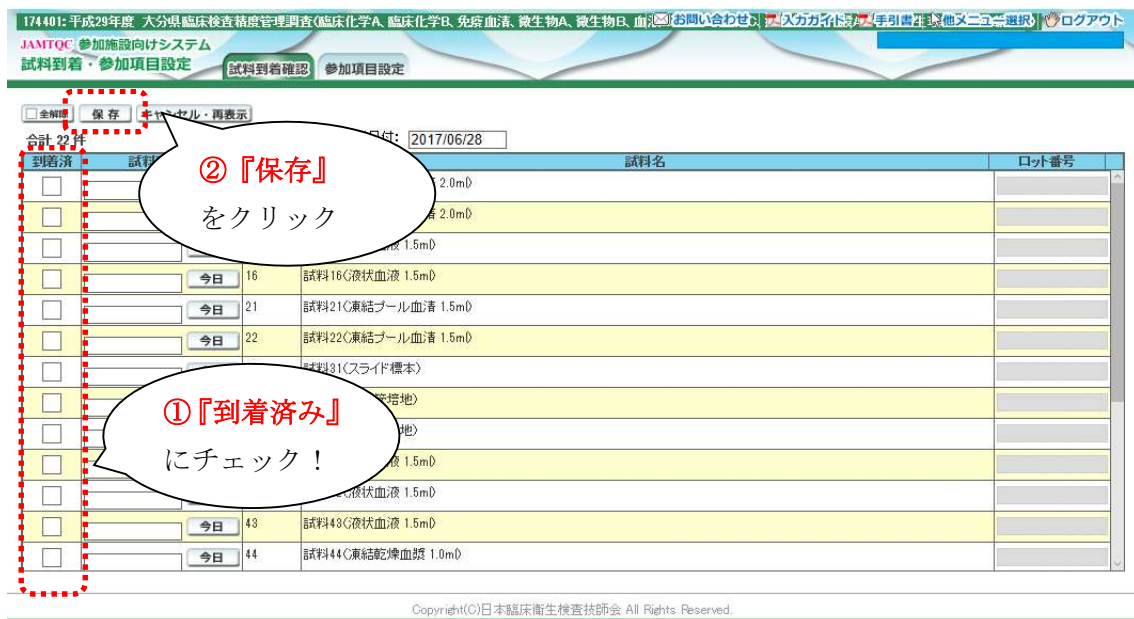 174401: 平成29年度 大分県臨床検査精度管理調査(臨床化学A、臨床化学B、免疫血清、微生物A、微生物B、血 お問い合わせ 入力ガイド 手引書 他メニュー選択 ログアウト
JAMTQC 参加施設向けシステム
試料到着・参加項目設定 試料到着確認 参加項目設定
全解除 保存 キャンセル・再表示
合計 22 件 2017/06/28
到着済 試料 試料名 ロット番号
2.0ml)
②『保存』
をクリック
2.0ml)
1.5ml)
今日 16 試料16(液状血液 1.5ml)
今日 21 試料21(凍結プール血清 1.5ml)
今日 22 試料22(凍結プール血清 1.5ml)
試料31(スライド標本)
培地)
①『到着済み』
にチェック！
地)
1.5ml)
液状血液 1.5ml)
今日 43 試料43(液状血液 1.5ml)
今日 44 試料44(凍結乾燥血漿 1.0ml)
Copyright(C)日本臨床衛生検査技師会 All Rights Reserved.